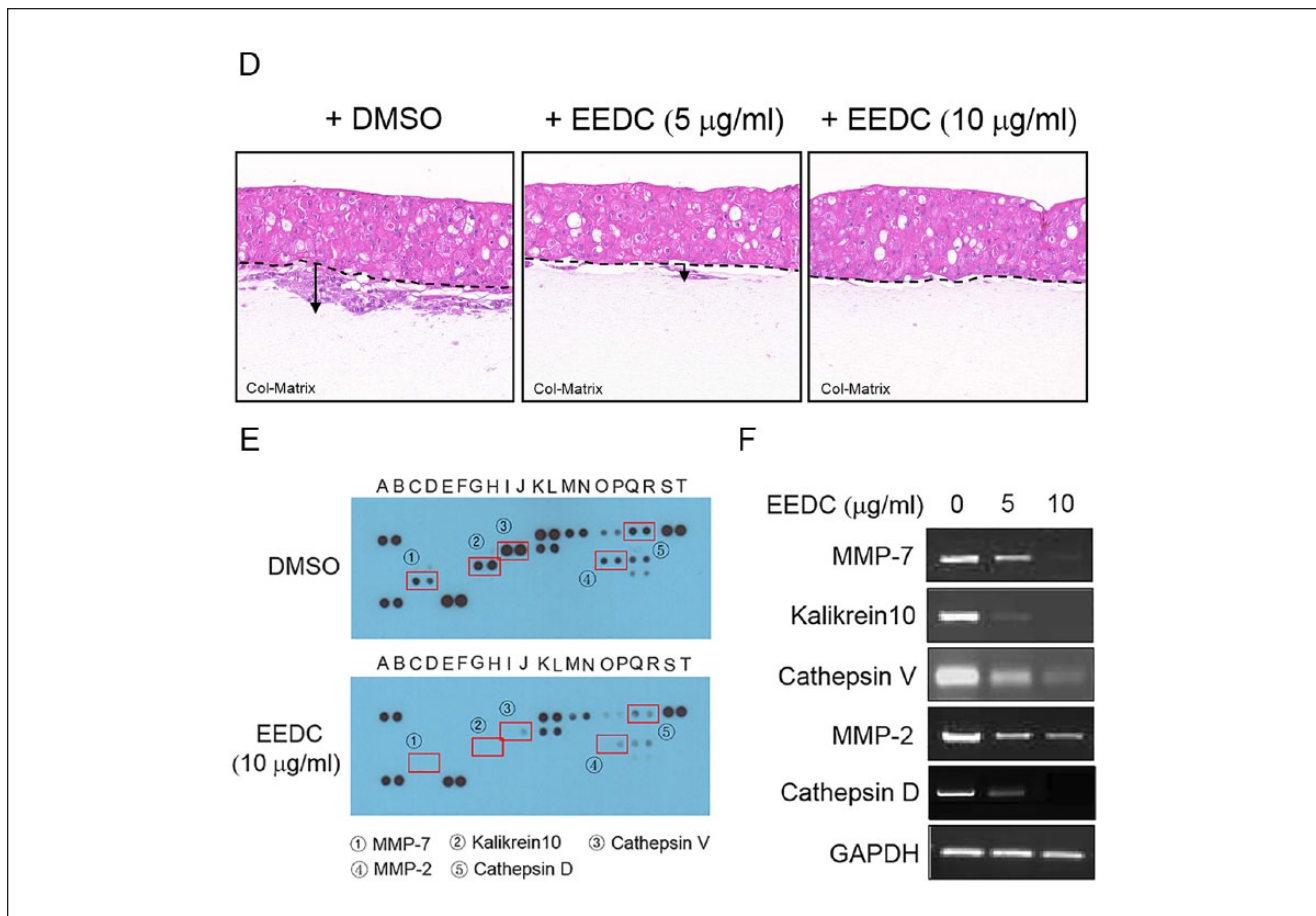 D
+ DMSO + EEDC (5 μg/ml) + EEDC (10 μg/ml)
Col-Matrix Col-Matrix Col-Matrix
E
A B C D E F G H I J K L M N O P Q R S T
DMSO
① ② ③ ④ ⑤
A B C D E F G H I J K L M N O P Q R S T
EEDC
(10 μg/ml)
① ② ③ ④ ⑤
① MMP-7 ② Kalikrein10 ③ Cathepsin V
④ MMP-2 ⑤ Cathepsin D
F
EEDC (μg/ml) 0 5 10
MMP-7
Kalikrein10
Cathepsin V
MMP-2
Cathepsin D
GAPDH